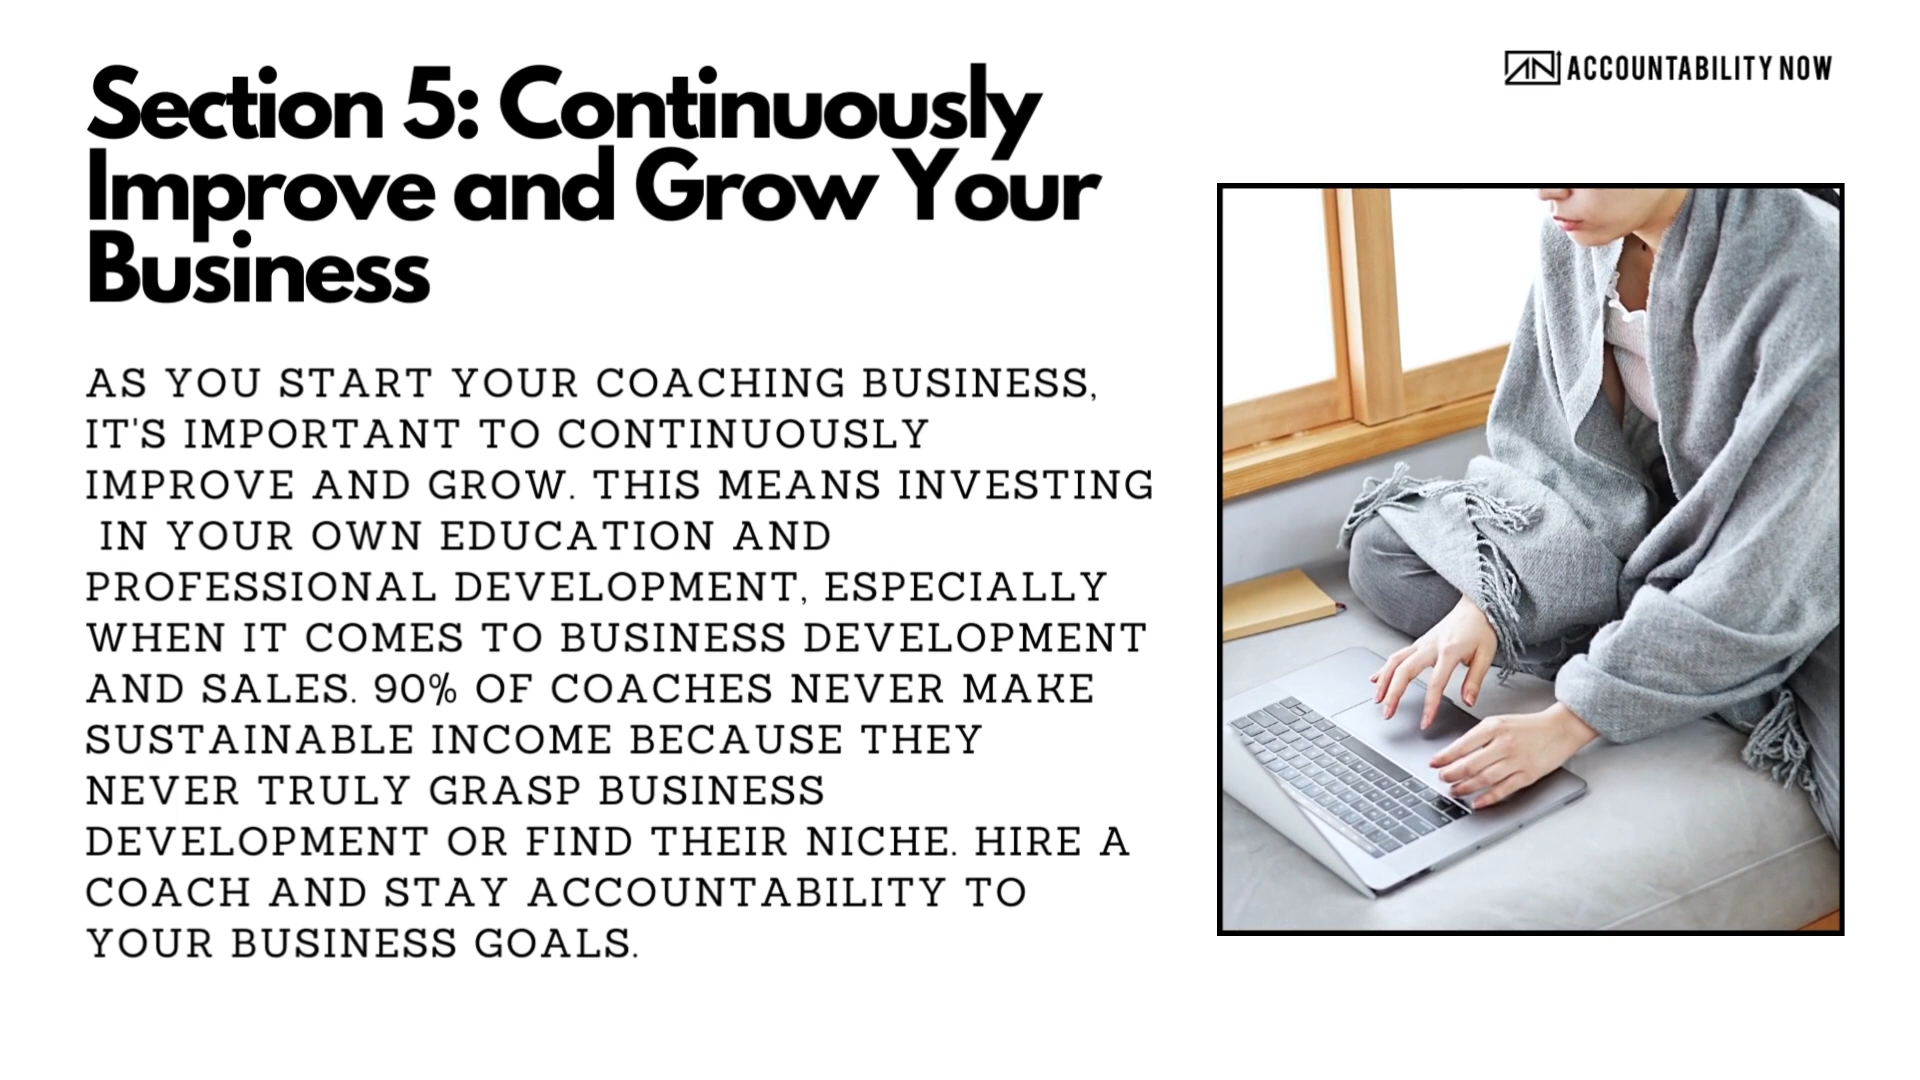 Section 5: Continuously
Improve and Grow Your
Business
AN ACCOUNTABILITY NOW
AS YOU START YOUR COACHING BUSINESS,
IT'S IMPORTANT TO CONTINUOUSLY
IMPROVE AND GROW. THIS MEANS INVESTING
IN YOUR OWN EDUCATION AND
PROFESSIONAL DEVELOPMENT, ESPECIALLY
WHEN IT COMES TO BUSINESS DEVELOPMENT
AND SALES. 90% OF COACHES NEVER MAKE
SUSTAINABLE INCOME BECAUSE THEY
NEVER TRULY GRASP BUSINESS
DEVELOPMENT OR FIND THEIR NICHE. HIRE A
COACH AND STAY ACCOUNTABILITY TO
YOUR BUSINESS GOALS.